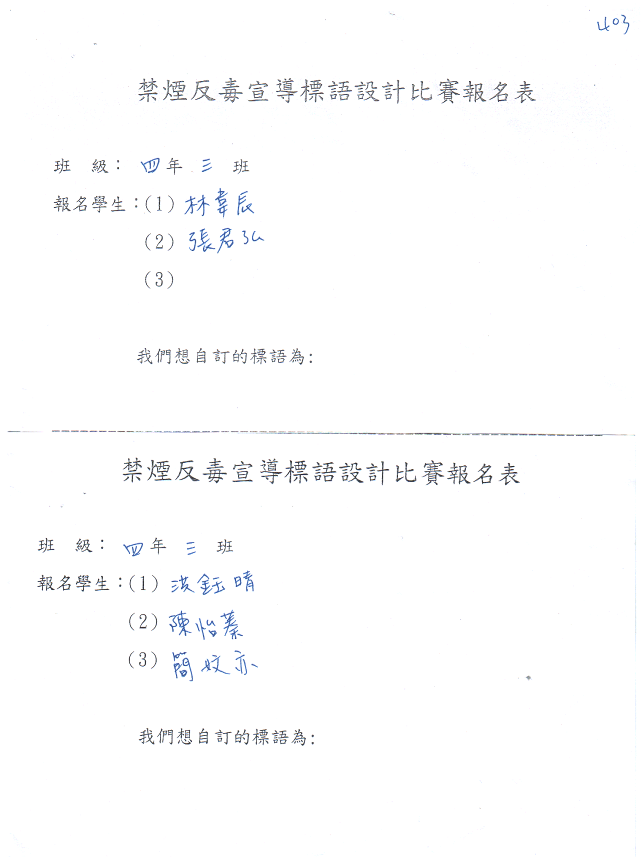 403
禁煙反毒宣導標語設計比賽報名表
班　級：四年三班
報名學生：(1) 林韋辰
(2) 張君弘
(3)
我們想自訂的標語為：
禁煙反毒宣導標語設計比賽報名表
班　級：四年三班
報名學生：(1) 洪鈺晴
(2) 陳怡蓁
(3) 簡妏亦
我們想自訂的標語為：